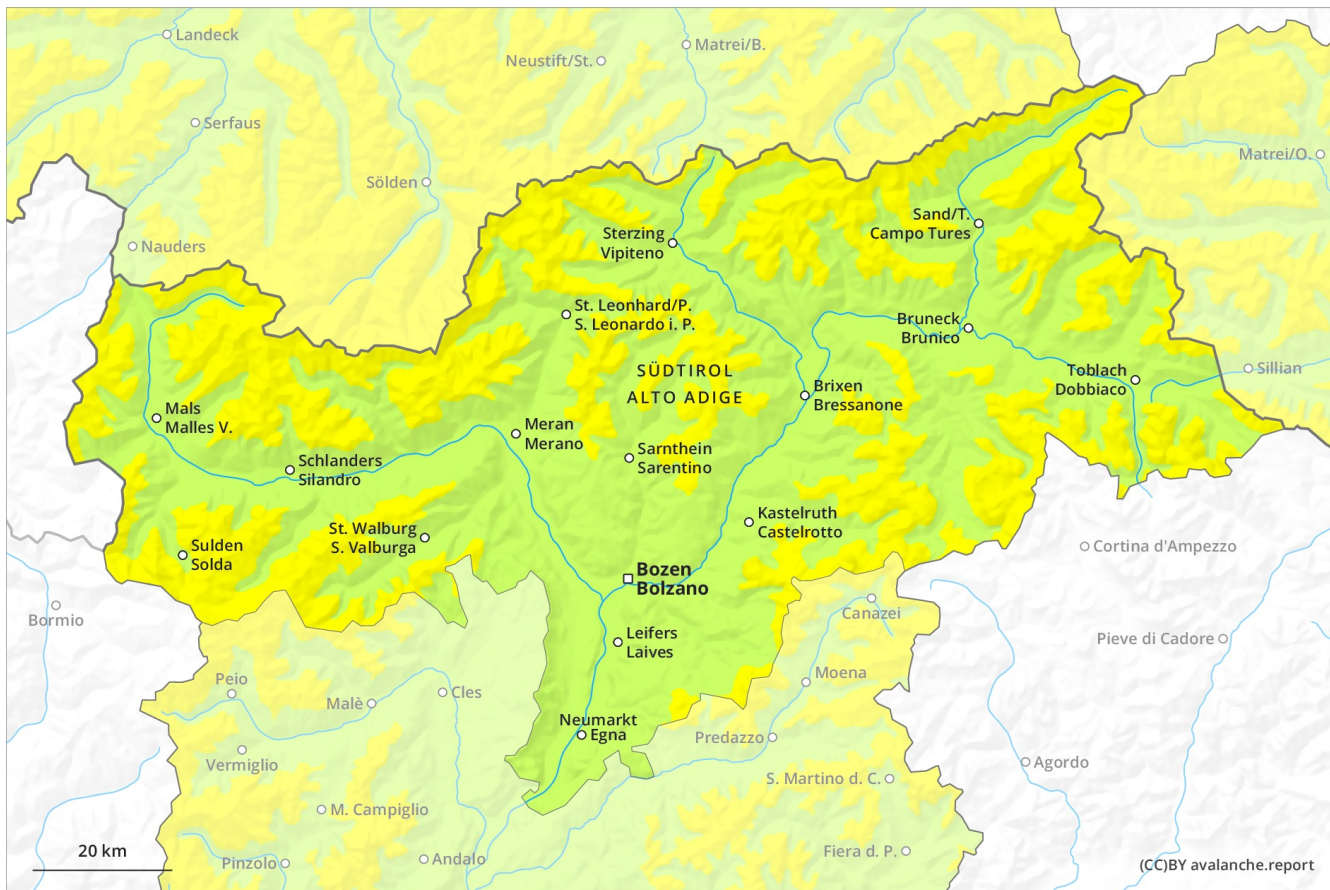 Landeck
Matrei/B.
Neustift/St.
Serfaus
Matrei/O.
Sölden
Sand/T.
Campo Tures
Nauders
Sterzing
Vipiteno
St. Leonhard/P.
S. Leonardo i. P.
Bruneck
Brunico
SÜDTIROL
ALTO ADIGE
Toblach
Dobbiaco
Sillian
Brixen
Bressanone
Mals
Malles V.
Meran
Merano
Schlanders
Silandro
Sarnthein
Sarentino
Kastelruth
Castelrotto
St. Walburg
S. Valburga
Sulden
Solda
Cortina d'Ampezzo
Bozen
Bolzano
Bormio
Canazei
Leifers
Laives
Pieve di Cadore
Peio
Malè
Cles
Moena
Neumarkt
Egna
Predazzo
Vermiglio
Agordo
S. Martino d. C.
M. Campiglio
20 km
Pinzolo
Andalo
Fiera d. P.
(CC)BY avalanche.report